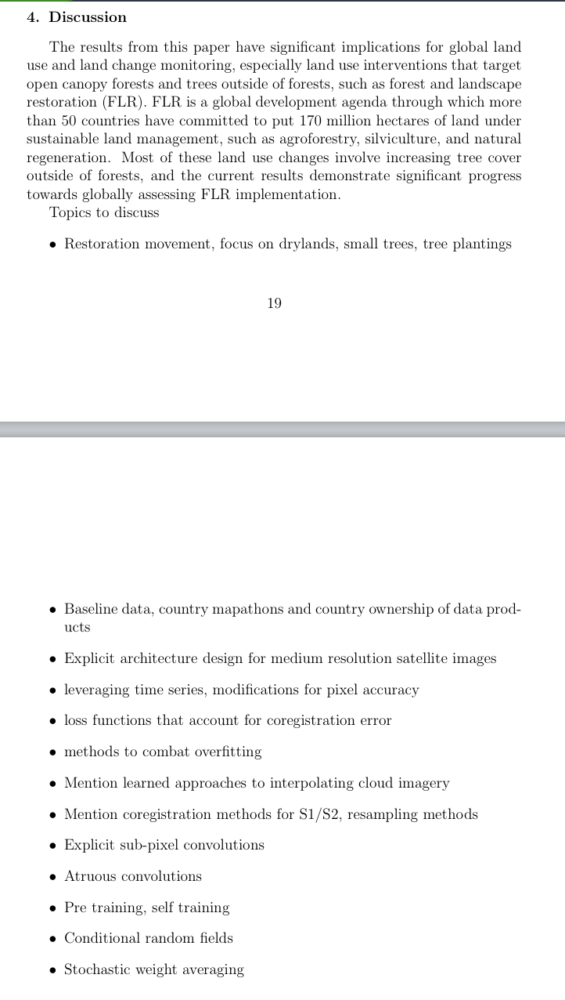 4. Discussion
The results from this paper have significant implications for global land
use and land change monitoring, especially land use interventions that target
open canopy forests and trees outside of forests, such as forest and landscape
restoration (FLR). FLR is a global development agenda through which more
than 50 countries have committed to put 170 million hectares of land under
sustainable land management, such as agroforestry, silviculture, and natural
regeneration. Most of these land use changes involve increasing tree cover
outside of forests, and the current results demonstrate significant progress
towards globally assessing FLR implementation.
Topics to discuss
• Restoration movement, focus on drylands, small trees, tree plantings
19
• Baseline data, country mapathons and country ownership of data prod-
ucts
• Explicit architecture design for medium resolution satellite images
• leveraging time series, modifications for pixel accuracy
• loss functions that account for coregistration error
• methods to combat overfitting
• Mention learned approaches to interpolating cloud imagery
• Mention coregistration methods for S1/S2, resampling methods
• Explicit sub-pixel convolutions
• Atruous convolutions
• Pre training, self training
• Conditional random fields
• Stochastic weight averaging